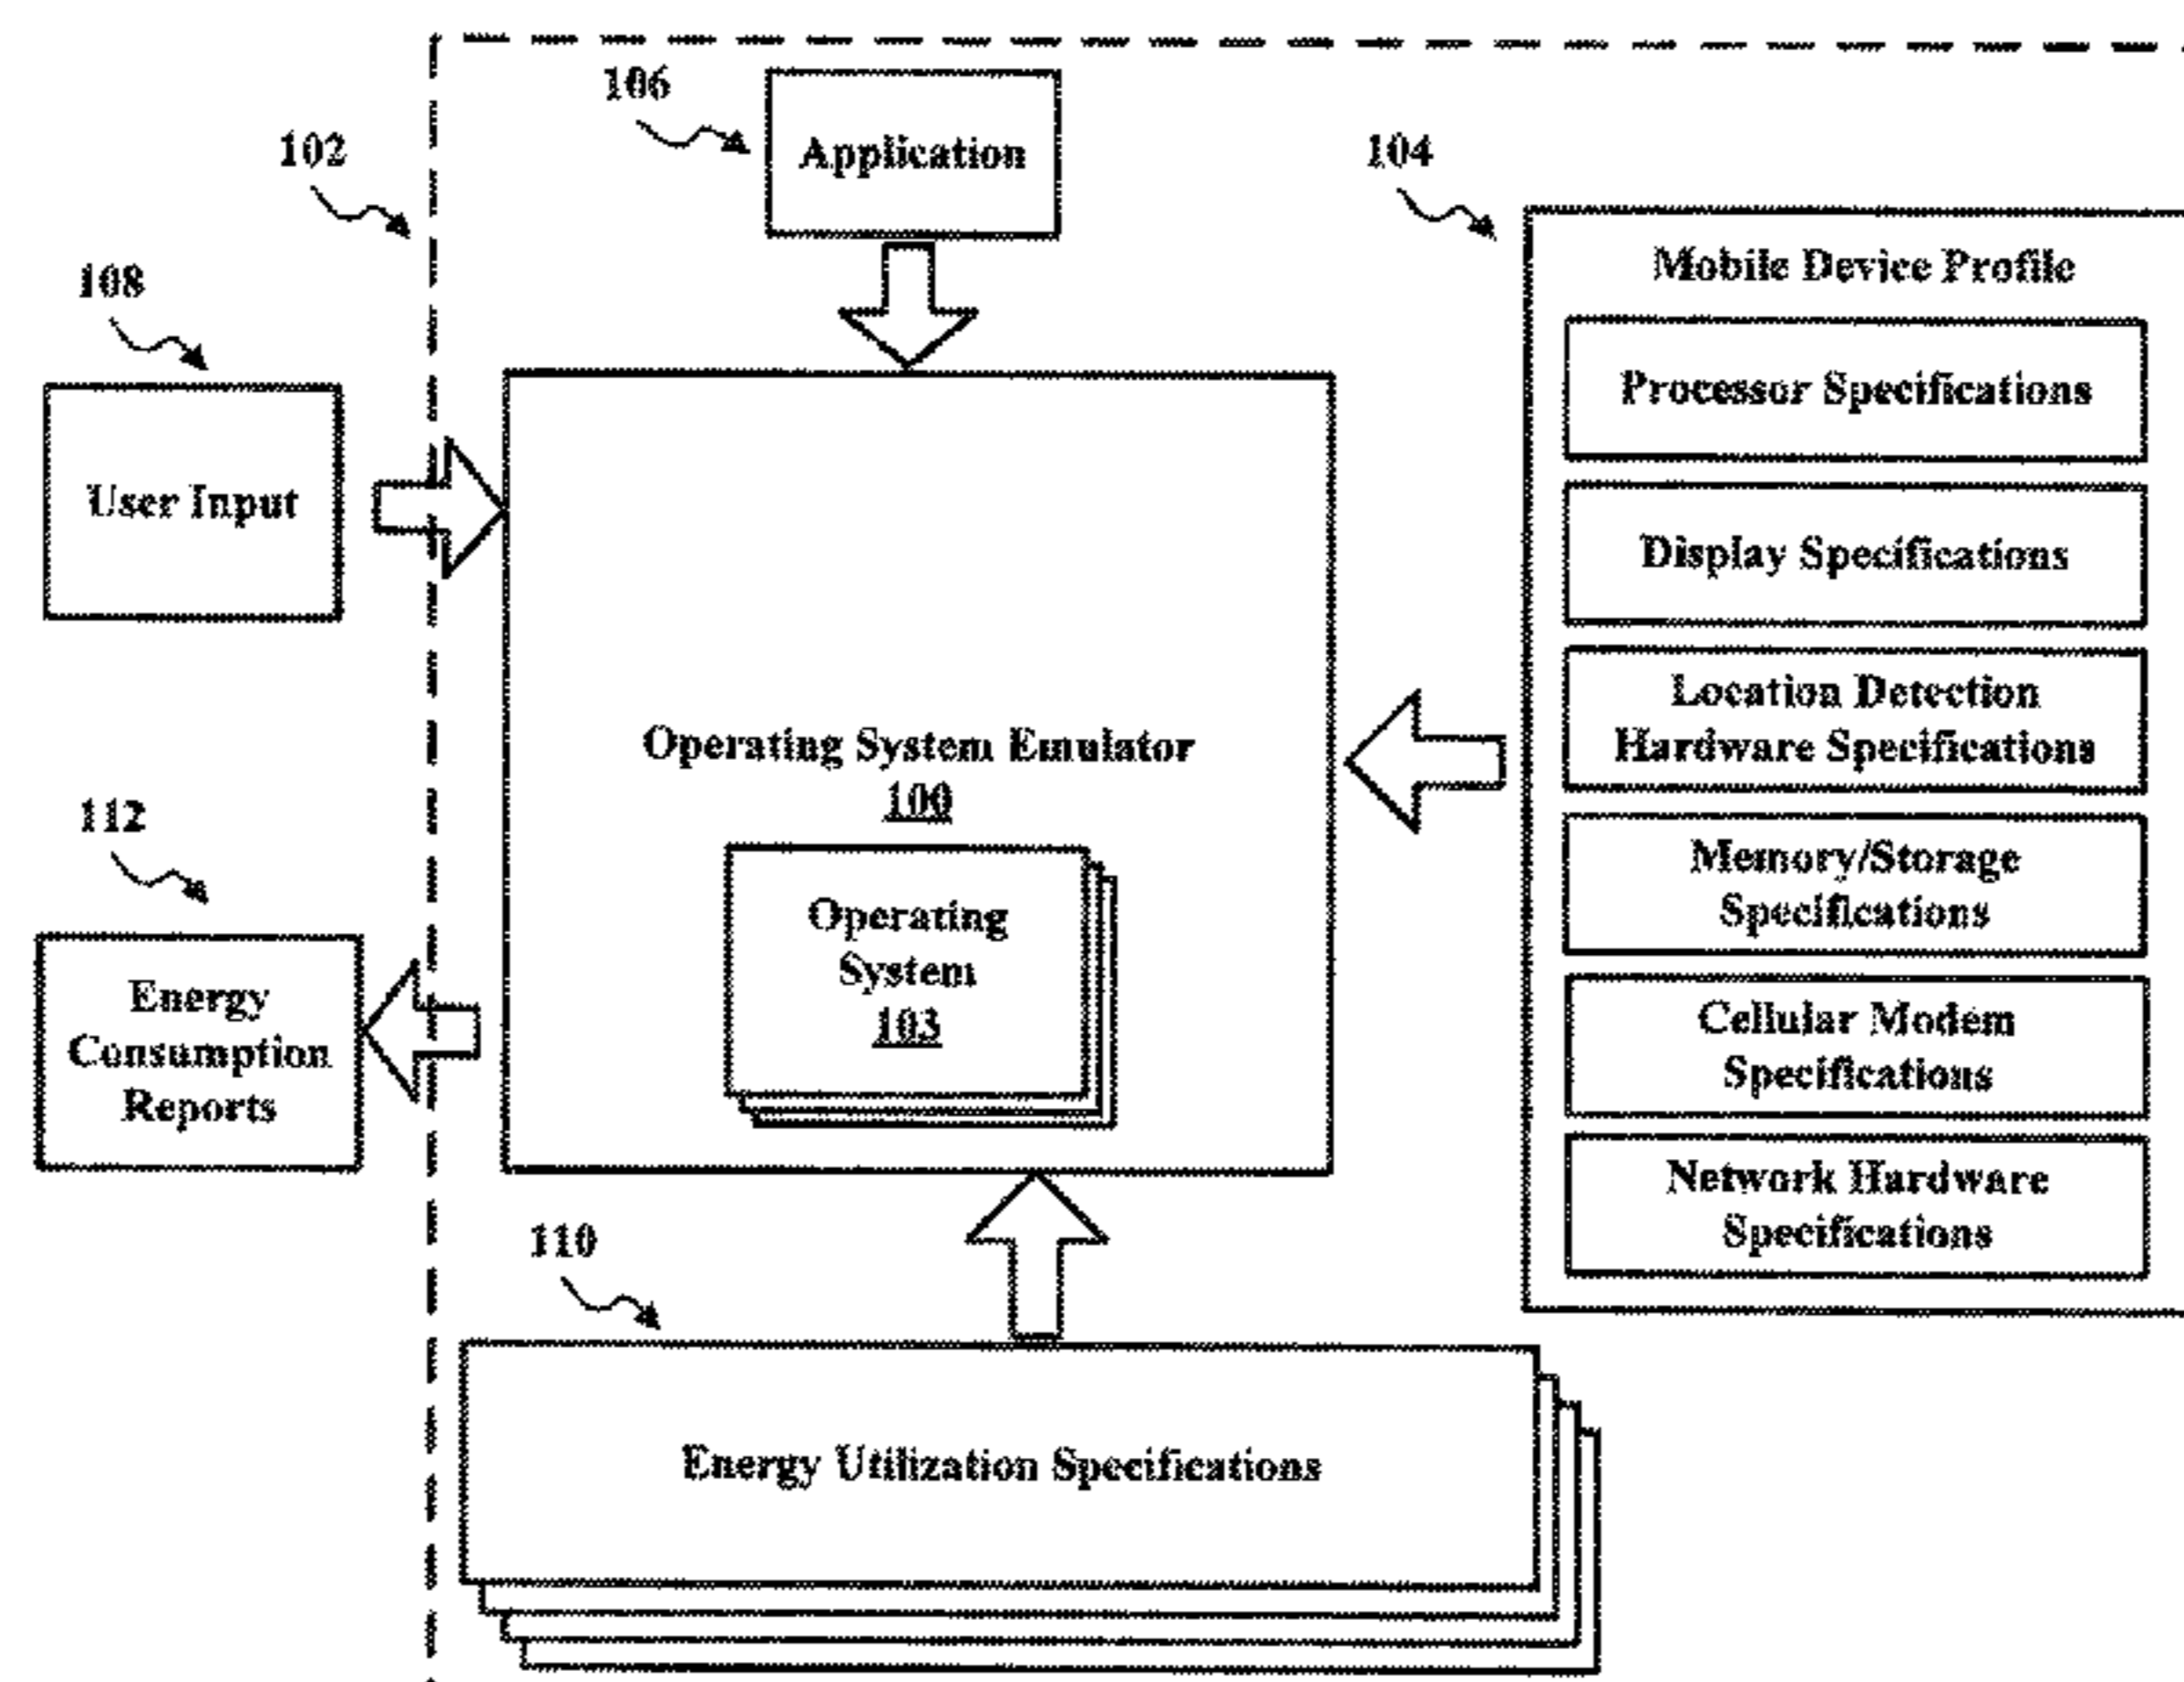 106
Application
102
104
108
Mobile Device Profile
Processor Specifications
User Input
Display Specifications
Location Detection
Hardware Specifications
Operating System Emulator
100
112
Memory/Storage
Specifications
Operating
System
103
Energy
Consumption
Reports
Cellular Modem
Specifications
Network Hardware
Specifications
110
Energy Utilization Specifications